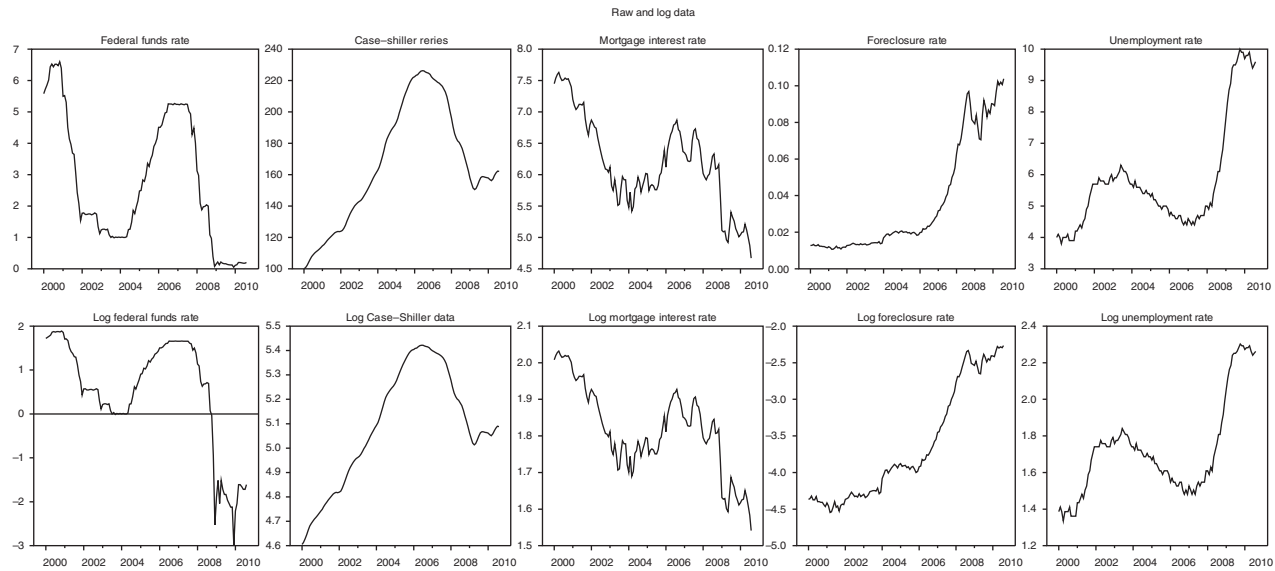 Raw and log data
Federal funds rate Case–shiller reries Mortgage interest rate Foreclosure rate Unemployment rate
7 240 8.0 0.12 10
6 220 7.5 0.10 9
5 200 7.0 0.08 8
4 180 6.5 0.06 7
3 160 6.0 0.04 6
2 140 5.5 0.02 5
1 120 5.0 0.00 4
0 100 4.5 3
2000 2002 2004 2006 2008 2010 2000 2002 2004 2006 2008 2010 2000 2002 2004 2006 2008 2010 2000 2002 2004 2006 2008 2010 2000 2002 2004 2006 2008 2010
Log federal funds rate Log Case–Shiller data Log mortgage interest rate Log foreclosure rate Log unemployment rate
2 5.5 2.1 –2.0 2.4
1 5.4 2.0 –2.5 2.2
0 5.3 1.9 –3.0 2.0
–1 5.2 1.8 –3.5 1.8
–2 5.1 1.7 –4.0 1.6
–3 5.0 1.6 –4.5 1.4
4.9 1.5 –5.0 1.2
4.8
4.7
4.6
2000 2002 2004 2006 2008 2010 2000 2002 2004 2006 2008 2010 2000 2002 2004 2006 2008 2010 2000 2002 2004 2006 2008 2010 2000 2002 2004 2006 2008 2010